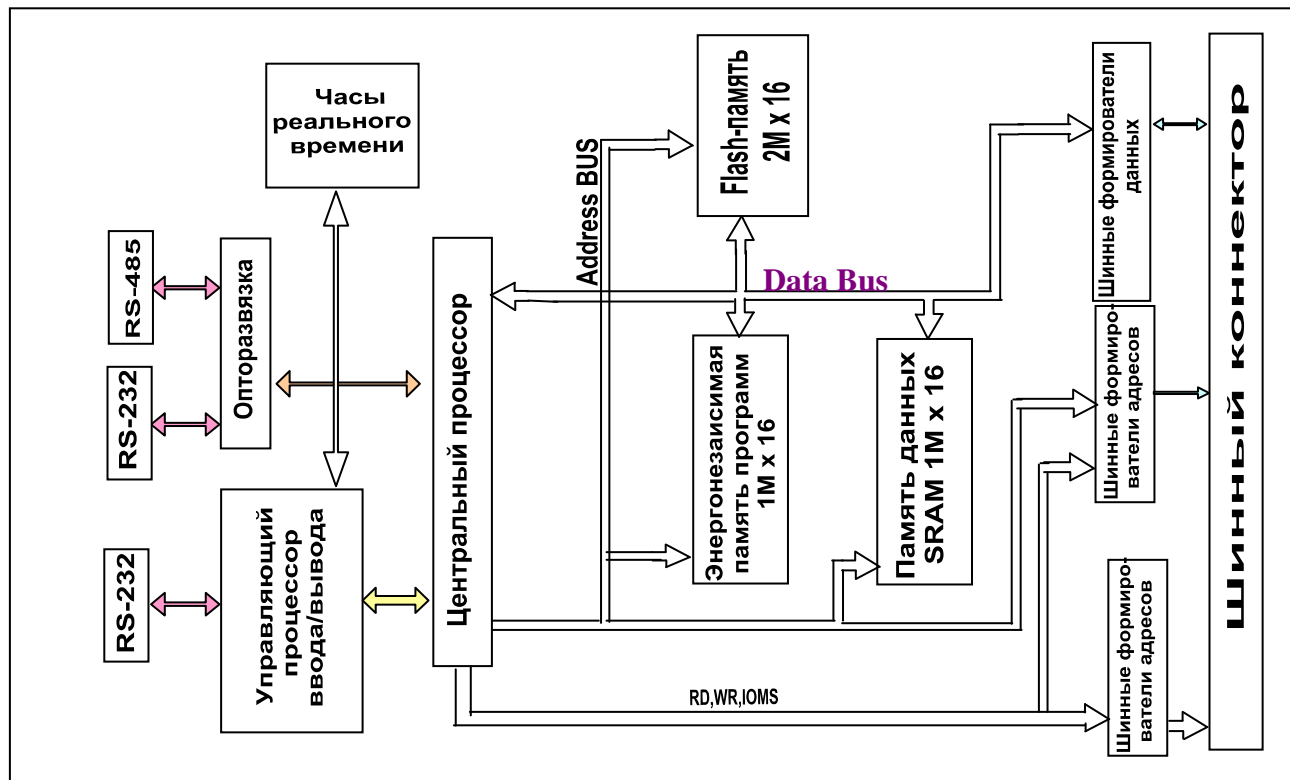 Часы
реального
времени
RS-485
RS-232
RS-232
Опторазвязка
Управляющий
процессор
ввода/вывода
Центральный процессор
Address BUS
Flash-память
2M x 16
Data Bus
Энергонезаисимая
память программ
1M x 16
Память данных
SRAM 1M x 16
RD,WR,IOMS
Шинные формирователи
данных
Шинные формиро-
ватели адресов
Шинные формиро-
ватели адресов
Шинный коннектор